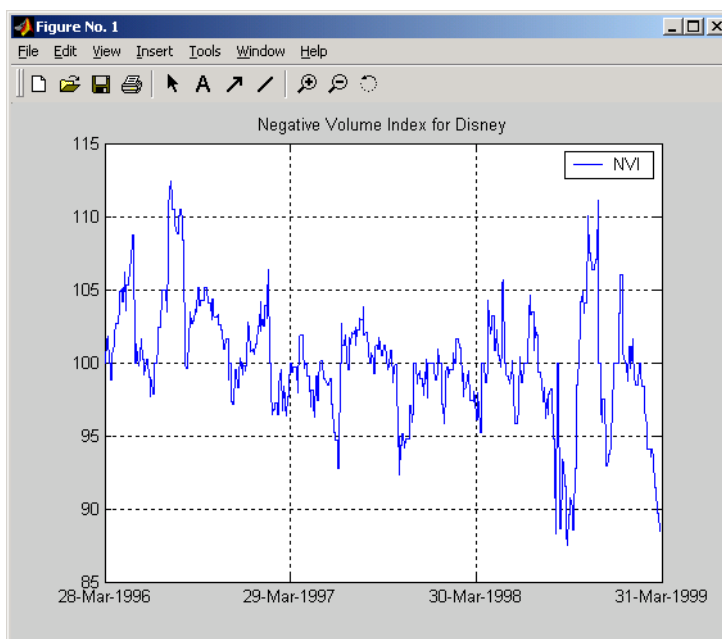 Figure No. 1
File Edit View Insert Tools Window Help
A
Negative Volume Index for Disney
NVI
115
110
105
100
95
90
85
28-Mar-1996 29-Mar-1997 30-Mar-1998 31-Mar-1999